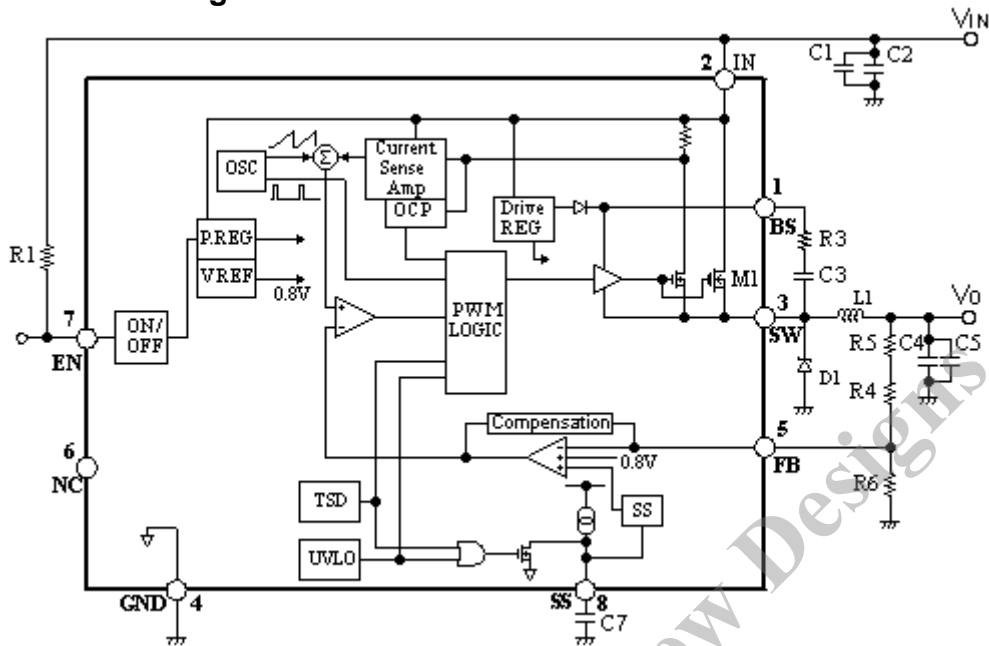 VIN
C1
C2
2
IN
Current
Sense
Amp
OCP
OSC
Σ
1
BS
Drive
REG
R3
R1
P.REG
VREF
0.8V
M1
C3
PWM
LOGIC
L1
VO
3
SW
7
EN
ON/
OFF
+
−
R5
C4
C5
D1
R4
Compensation
5
FB
−
+
+
0.8V
6
NC
R6
TSD
SS
UVLO
GND
4
SS
8
C7
ew Designs